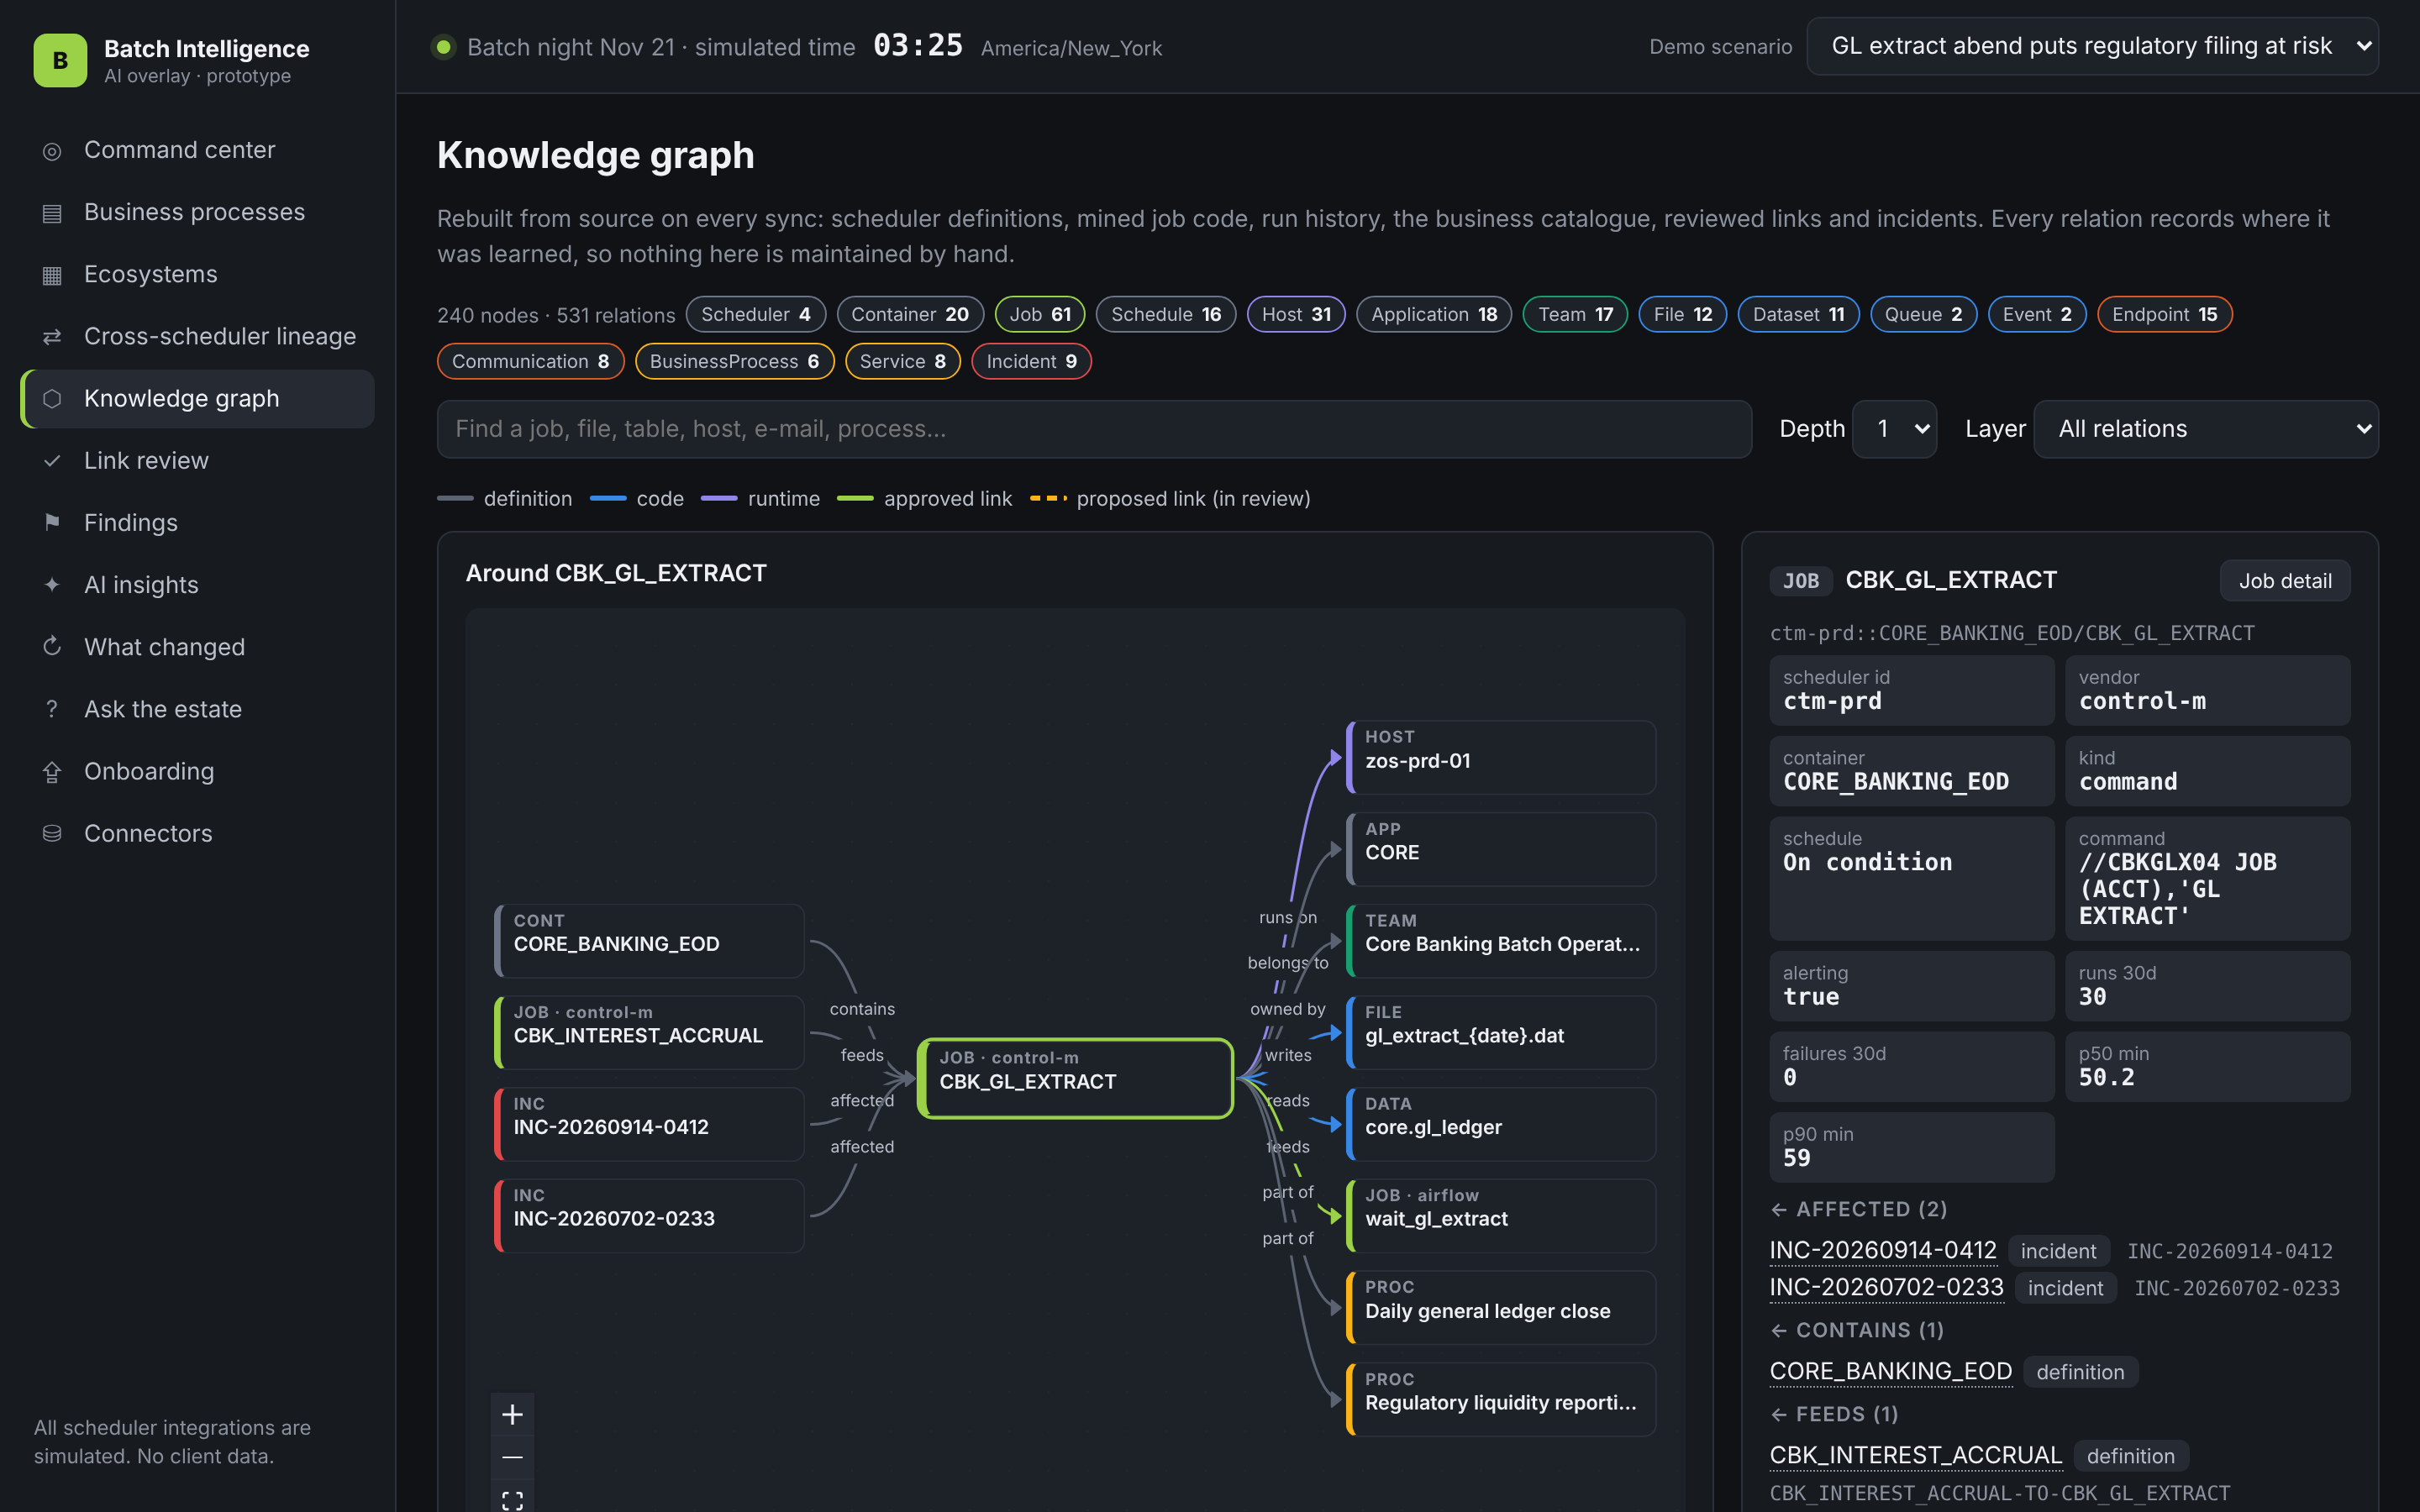 B
Batch Intelligence
AI overlay · prototype
Command center
Business processes
Ecosystems
Cross-scheduler lineage
Knowledge graph
Link review
Findings
AI insights
What changed
Ask the estate
Onboarding
Connectors
All scheduler integrations are
simulated. No client data.
Batch night Nov 21 · simulated time 03:25 America/New_York
Demo scenario GL extract abend puts regulatory filing at risk
Knowledge graph
Rebuilt from source on every sync: scheduler definitions, mined job code, run history, the business catalogue, reviewed links and incidents. Every relation records where it
was learned, so nothing here is maintained by hand.
240 nodes · 531 relations Scheduler 4 Container 20 Job 61 Schedule 16 Host 31 Application 18 Team 17 File 12 Dataset 11 Queue 2 Event 2 Endpoint 15
Communication 8 BusinessProcess 6 Service 8 Incident 9
Find a job, file, table, host, e-mail, process... Depth 1 Layer All relations
definition code runtime approved link proposed link (in review)
Around CBK_GL_EXTRACT
CONT
CORE_BANKING_EOD
JOB · control-m
CBK_INTEREST_ACCRUAL
INC
INC-20260914-0412
INC
INC-20260702-0233
contains
feeds
affected
affected
JOB · control-m
CBK_GL_EXTRACT
runs on
belongs to
owned by
writes
reads
feeds
part of
part of
HOST
zos-prd-01
APP
CORE
TEAM
Core Banking Batch Operat...
FILE
gl_extract_{date}.dat
DATA
core.gl_ledger
JOB · airflow
wait_gl_extract
PROC
Daily general ledger close
PROC
Regulatory liquidity reporti...
JOB CBK_GL_EXTRACT Job detail
ctm-prd::CORE_BANKING_EOD/CBK_GL_EXTRACT
scheduler id
ctm-prd
vendor
control-m
container
CORE_BANKING_EOD
kind
command
schedule
On condition
command
//CBKGLX04 JOB
(ACCT),'GL
EXTRACT'
alerting
true
runs 30d
30
failures 30d
0
p50 min
50.2
p90 min
59
← AFFECTED (2)
INC-20260914-0412 incident INC-20260914-0412
INC-20260702-0233 incident INC-20260702-0233
← CONTAINS (1)
CORE_BANKING_EOD definition
← FEEDS (1)
CBK_INTEREST_ACCRUAL definition
CBK_INTEREST_ACCRUAL-TO-CBK_GL_EXTRACT